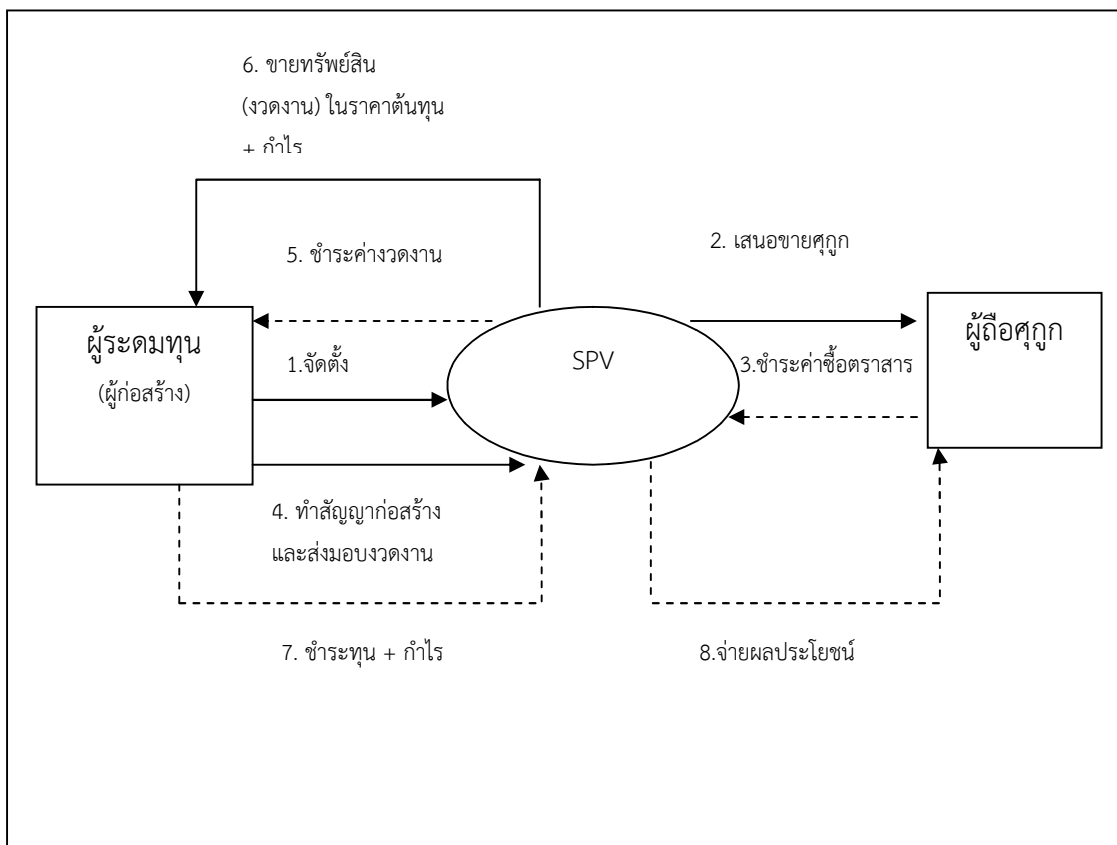 6. ขายทรัพย์สิน
(งวดงาน) ในราคาต้นทุน
+ กำไร
5. ชำระค่างวดงาน
2. เสนอขายศุกูก
ผู้ระดมทุน
(ผู้ก่อสร้าง)
1.จัดตั้ง
SPV
3.ชำระค่าซื้อตราสาร
ผู้ถือศุกูก
4. ทำสัญญาก่อสร้าง
และส่งมอบงวดงาน
7. ชำระทุน + กำไร
8.จ่ายผลประโยชน์